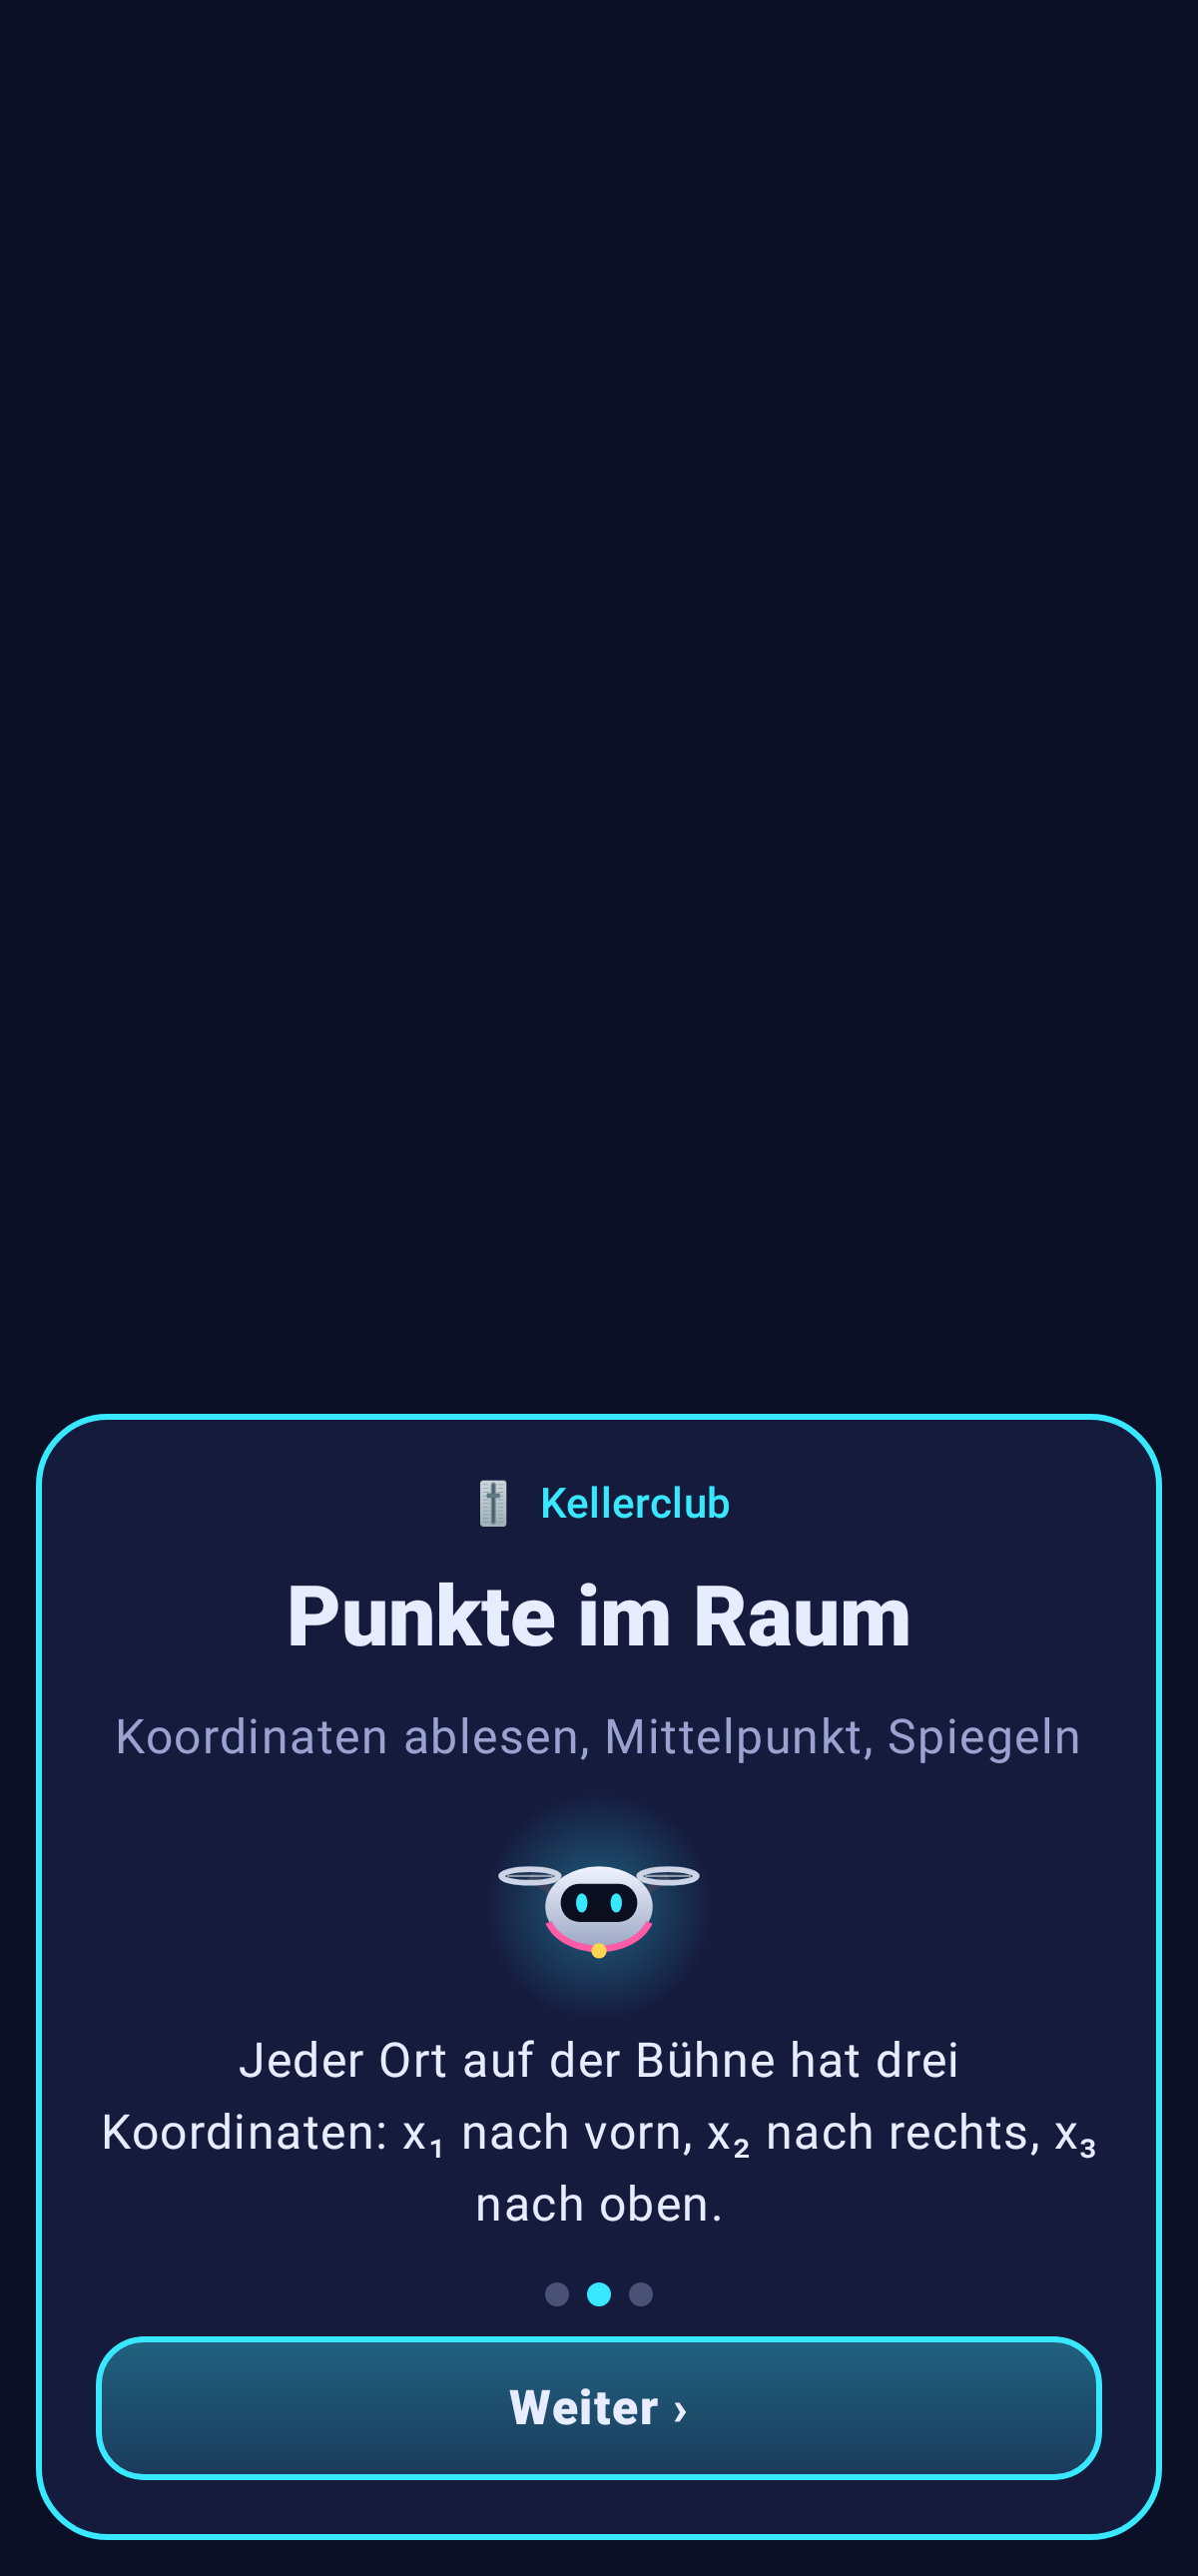 Kellerclub
Punkte im Raum
Koordinaten ablesen, Mittelpunkt, Spiegeln
Jeder Ort auf der Bühne hat drei
Koordinaten: x₁ nach vorn, x₂ nach rechts, x₃
nach oben.
Weiter ›